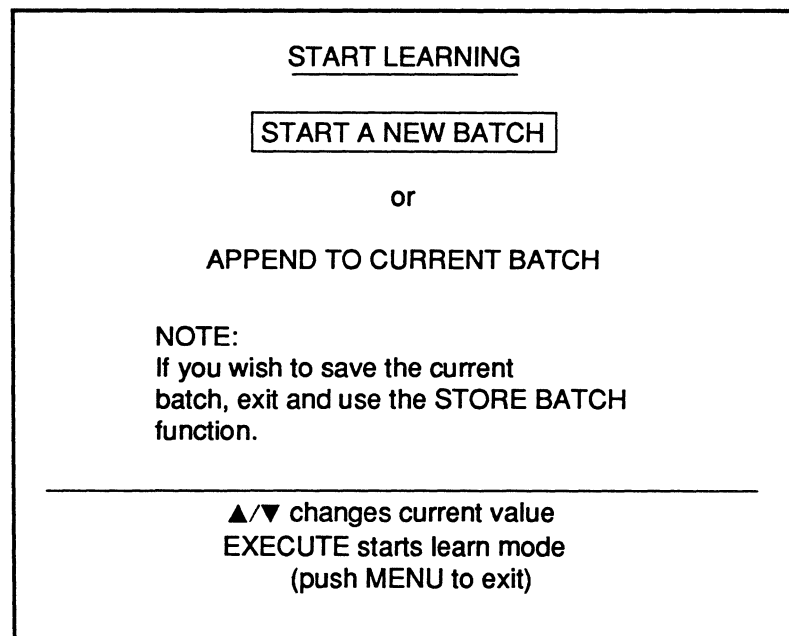 START LEARNING
START A NEW BATCH
or
APPEND TO CURRENT BATCH
NOTE:
If you wish to save the current
batch, exit and use the STORE BATCH
function.
▲/▼ changes current value
EXECUTE starts learn mode
(push MENU to exit)